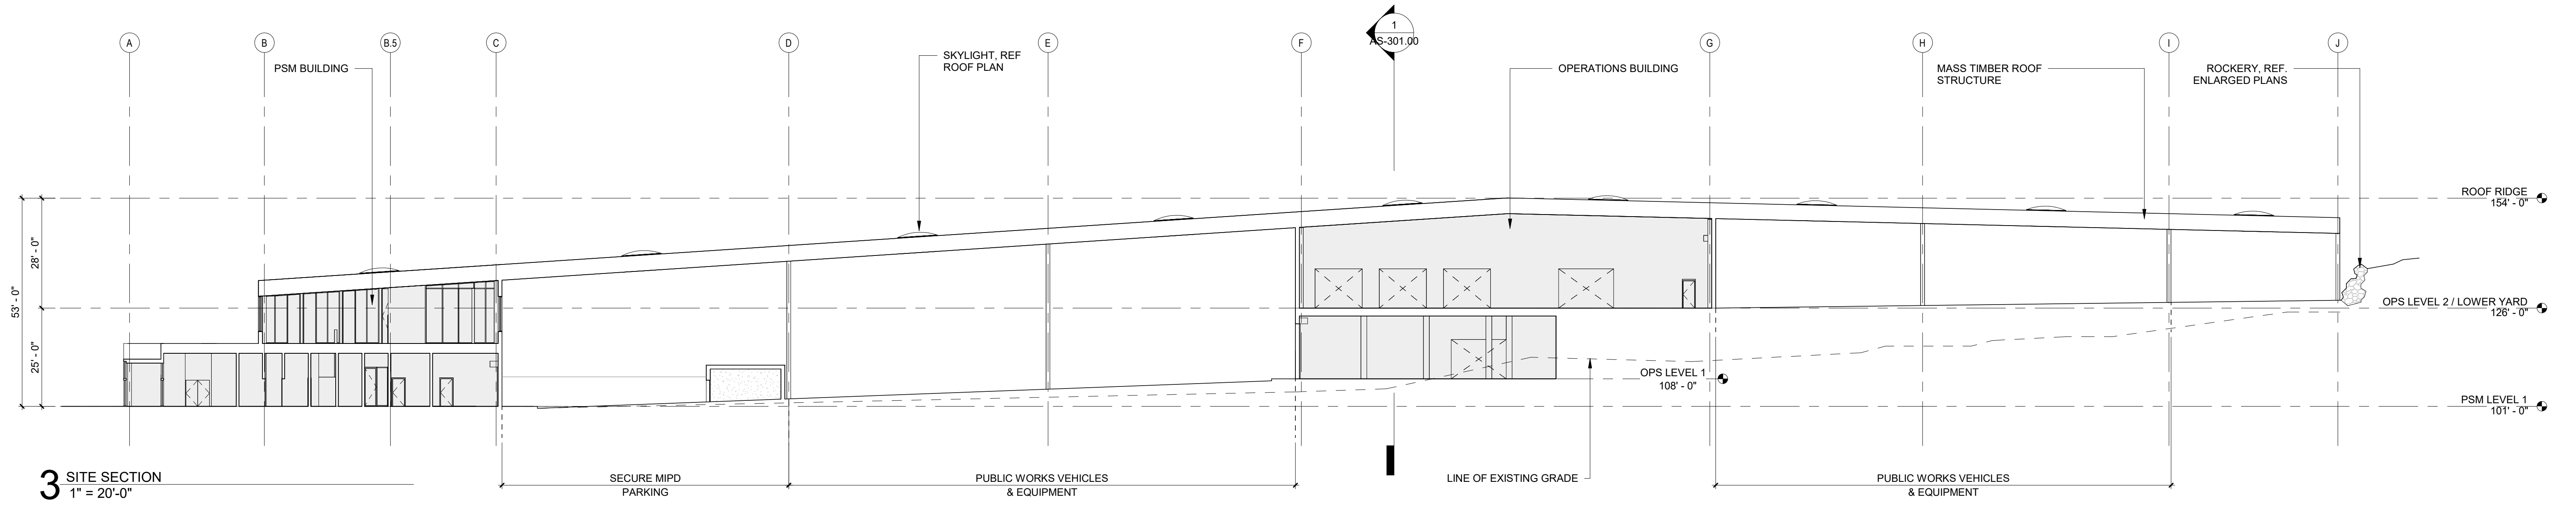 A
B
B.5
C
D
E
F
1
AS-301.00
G
H
I
J
PSM BUILDING
SKYLIGHT, REF
ROOF PLAN
OPERATIONS BUILDING
MASS TIMBER ROOF
STRUCTURE
ROCKERY, REF.
ENLARGED PLANS
ROOF RIDGE
154' - 0"
28' - 0"
53' - 0"
25' - 0"
OPS LEVEL 2 / LOWER YARD
126' - 0"
OPS LEVEL 1
108' - 0"
PSM LEVEL 1
101' - 0"
3 SITE SECTION
1" = 20'-0"
SECURE MIPD
PARKING
PUBLIC WORKS VEHICLES
& EQUIPMENT
LINE OF EXISTING GRADE
PUBLIC WORKS VEHICLES
& EQUIPMENT